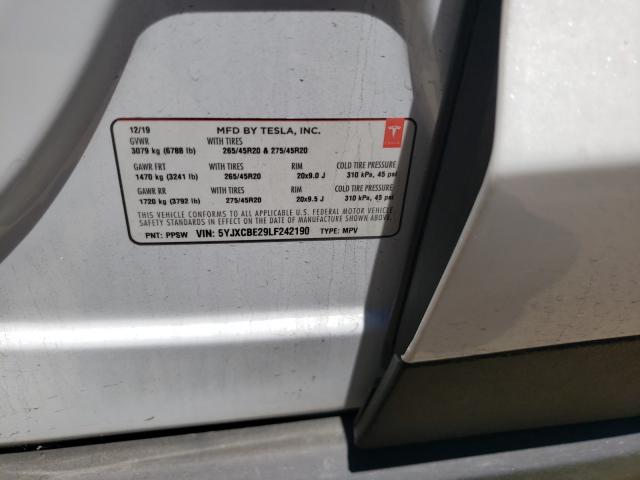 12/19 MFD BY TESLA, INC.
GVWR WITH TIRES
3079 kg (6788 lb) 265/45R20 & 275/45R20
TESLA
GAWR FRT WITH TIRES RIM COLD TIRE PRESSURE
1470 kg (3241 lb) 265/45R20 20x9.0 J 310 kPa, 45 psi
GAWR RR WITH TIRES RIM COLD TIRE PRESSURE
1720 kg (3792 lb) 275/45R20 20x9.5 J 310 kPa, 45 psi
THIS VEHICLE CONFORMS TO ALL APPLICABLE U.S. FEDERAL MOTOR VEHICLE
SAFETY STANDARDS IN EFFECT ON THE DATE OF MANUFACTURE SHOWN ABOVE.
PNT: PPSW VIN: 5YJXCBE29LF242190 TYPE: MPV